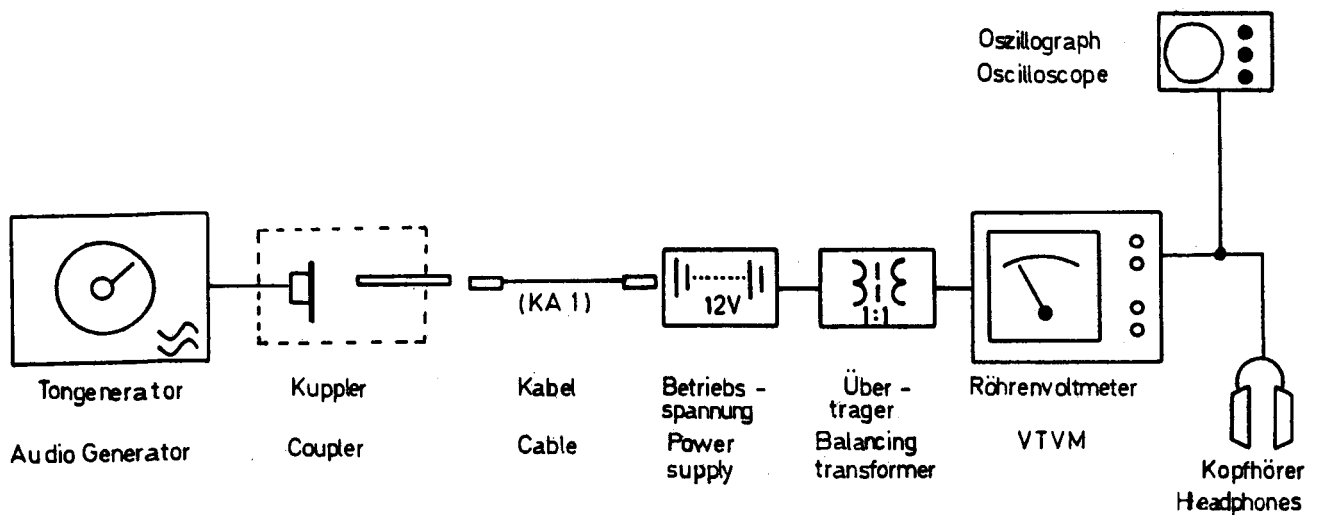 Oszillograph
Oscilloscope
(KA 1)
12V
1:1
Tongenerator
Audio Generator
Kuppler
Coupler
Kabel
Cable
Betriebs -
spannung
Power
supply
Über -
trager
Balancing
transformer
Röhrenvoltmeter
VTVM
Kopfhörer
Headphones